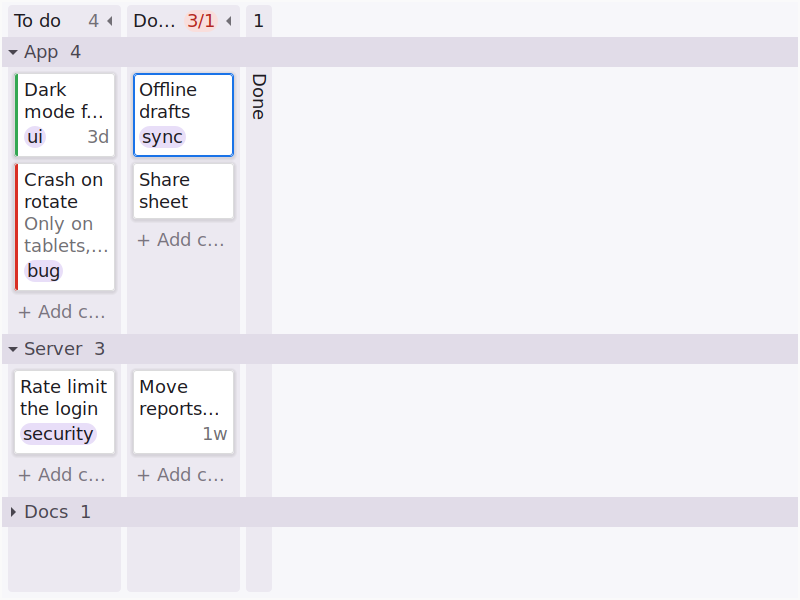 To do 4 Do… 3/1 1
App 4
Dark
mode f…
ui 3d
Crash on
rotate
Only on
tablets,…
bug
+ Add c…
Offline
drafts
sync
Share
sheet
+ Add c…
Done
Server 3
Rate limit
the login
security
+ Add c…
Move
reports…
1w
+ Add c…
Docs 1